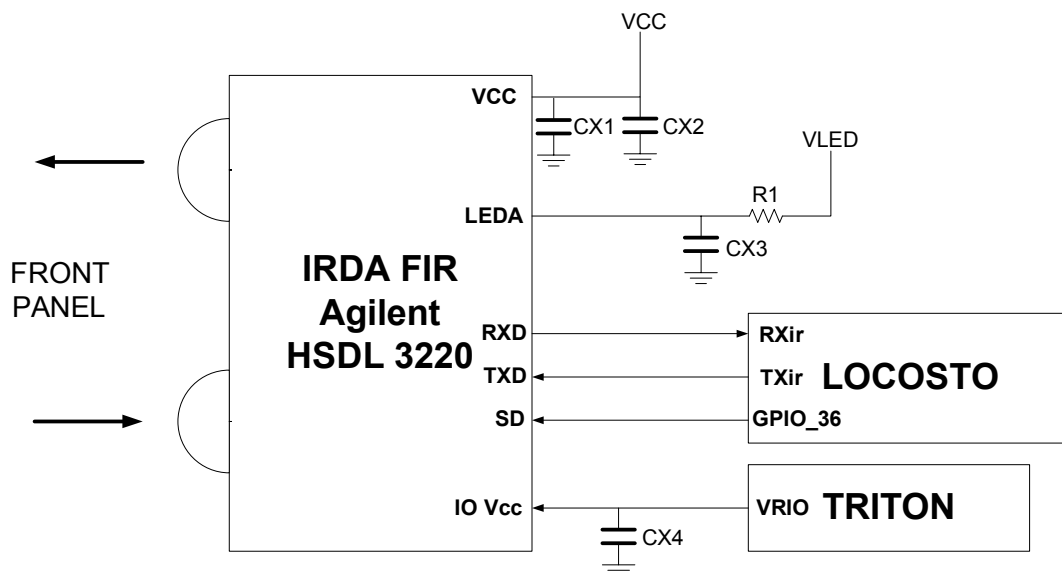 VCC
VCC
CX1
CX2
VLED
R1
LEDA
CX3
FRONT
PANEL
IRDA FIR
Agilent
HSDL 3220
RXD
RXir
TXD
TXir
LOCOSTO
SD
GPIO_36
IO Vcc
VRIO
TRITON
CX4